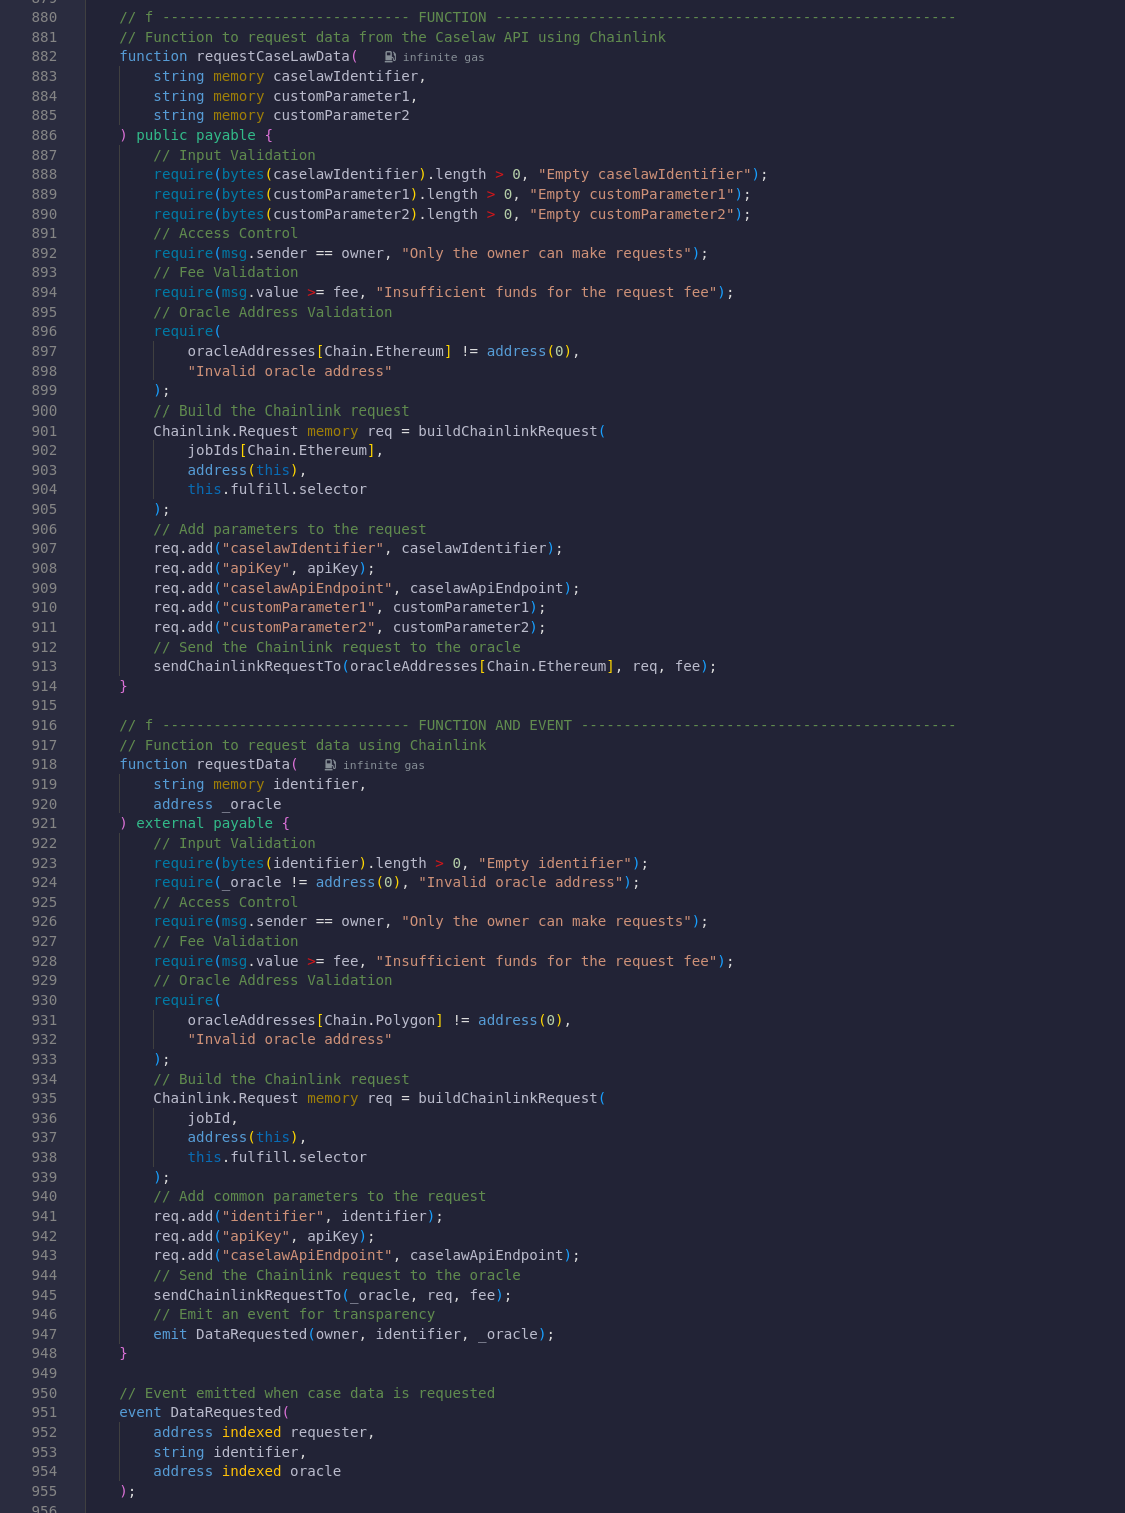 880 // f ----------------------------- FUNCTION ------------------------------------------------------
881 // Function to request data from the Caselaw API using Chainlink
882 function requestCaseLawData( infinite gas
883 string memory caselawIdentifier,
884 string memory customParameter1,
885 string memory customParameter2
886 ) public payable {
887 // Input Validation
888 require(bytes(caselawIdentifier).length > 0, "Empty caselawIdentifier");
889 require(bytes(customParameter1).length > 0, "Empty customParameter1");
890 require(bytes(customParameter2).length > 0, "Empty customParameter2");
891 // Access Control
892 require(msg.sender == owner, "Only the owner can make requests");
893 // Fee Validation
894 require(msg.value >= fee, "Insufficient funds for the request fee");
895 // Oracle Address Validation
896 require(
897 oracleAddresses[Chain.Ethereum] != address(0),
898 "Invalid oracle address"
899 );
900 // Build the Chainlink request
901 Chainlink.Request memory req = buildChainlinkRequest(
902 jobIds[Chain.Ethereum],
903 address(this),
904 this.fulfill.selector
905 );
906 // Add parameters to the request
907 req.add("caselawIdentifier", caselawIdentifier);
908 req.add("apiKey", apiKey);
909 req.add("caselawApiEndpoint", caselawApiEndpoint);
910 req.add("customParameter1", customParameter1);
911 req.add("customParameter2", customParameter2);
912 // Send the Chainlink request to the oracle
913 sendChainlinkRequestTo(oracleAddresses[Chain.Ethereum], req, fee);
914 }
915
916 // f ----------------------------- FUNCTION AND EVENT --------------------------------------------
917 // Function to request data using Chainlink
918 function requestData( infinite gas
919 string memory identifier,
920 address _oracle
921 ) external payable {
922 // Input Validation
923 require(bytes(identifier).length > 0, "Empty identifier");
924 require(_oracle != address(0), "Invalid oracle address");
925 // Access Control
926 require(msg.sender == owner, "Only the owner can make requests");
927 // Fee Validation
928 require(msg.value >= fee, "Insufficient funds for the request fee");
929 // Oracle Address Validation
930 require(
931 oracleAddresses[Chain.Polygon] != address(0),
932 "Invalid oracle address"
933 );
934 // Build the Chainlink request
935 Chainlink.Request memory req = buildChainlinkRequest(
936 jobId,
937 address(this),
938 this.fulfill.selector
939 );
940 // Add common parameters to the request
941 req.add("identifier", identifier);
942 req.add("apiKey", apiKey);
943 req.add("caselawApiEndpoint", caselawApiEndpoint);
944 // Send the Chainlink request to the oracle
945 sendChainlinkRequestTo(_oracle, req, fee);
946 // Emit an event for transparency
947 emit DataRequested(owner, identifier, _oracle);
948 }
949
950 // Event emitted when case data is requested
951 event DataRequested(
952 address indexed requester,
953 string identifier,
954 address indexed oracle
955 );
956